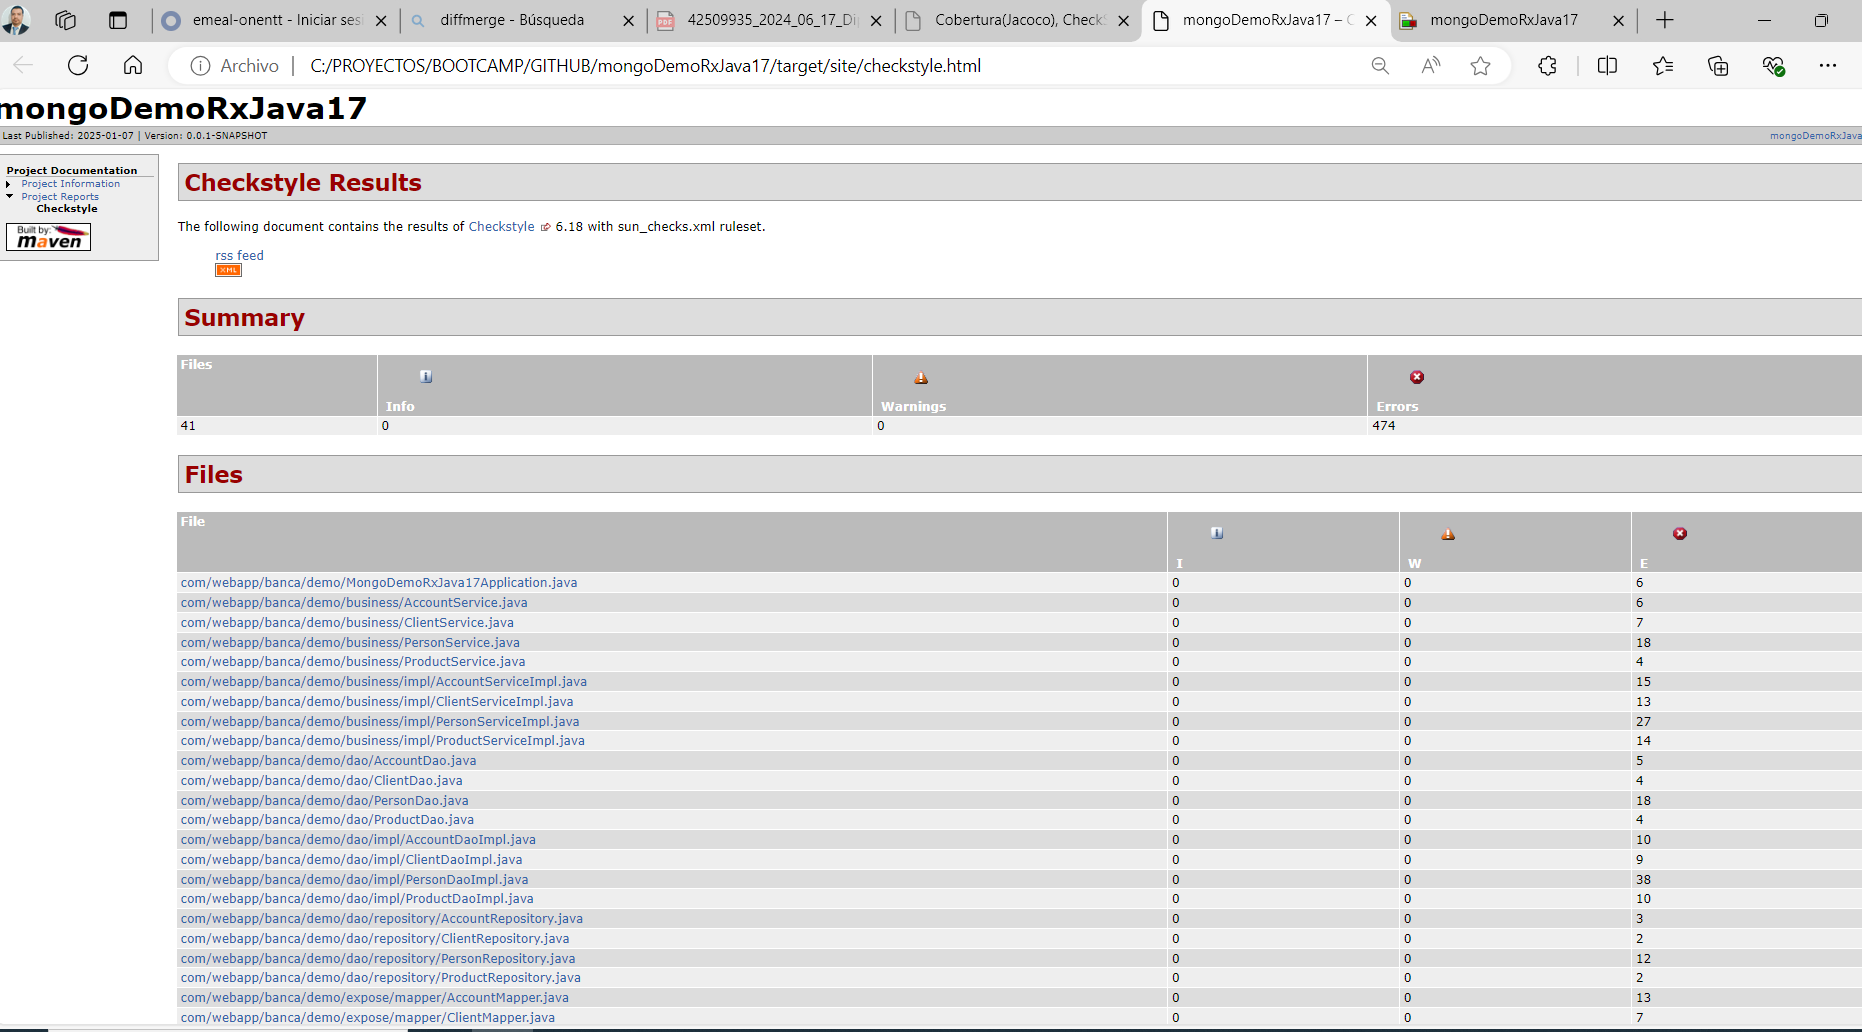 emeal-onentt - Iniciar sesi
diffmerge - Búsqueda
42509935_2024_06_17_Di
Cobertura(Jacoco), Check
mongoDemoRxJava17 – C
mongoDemoRxJava17
Archivo
C:/PROYECTOS/BOOTCAMP/GITHUB/mongoDemoRxJava17/target/site/checkstyle.html
mongoDemoRxJava17
Last Published: 2025-01-07 | Version: 0.0.1-SNAPSHOT
mongoDemoRxJava
Project Documentation
Project Information
Project Reports
Checkstyle
Built by:
maven
Checkstyle Results
The following document contains the results of Checkstyle 6.18 with sun_checks.xml ruleset.
rss feed
XML
Summary
Files Info Warnings Errors
41 0 0 474
Files
File I W E
com/webapp/banca/demo/MongoDemoRxJava17Application.java 0 0 6
com/webapp/banca/demo/business/AccountService.java 0 0 6
com/webapp/banca/demo/business/ClientService.java 0 0 7
com/webapp/banca/demo/business/PersonService.java 0 0 18
com/webapp/banca/demo/business/ProductService.java 0 0 4
com/webapp/banca/demo/business/impl/AccountServiceImpl.java 0 0 15
com/webapp/banca/demo/business/impl/ClientServiceImpl.java 0 0 13
com/webapp/banca/demo/business/impl/PersonServiceImpl.java 0 0 27
com/webapp/banca/demo/business/impl/ProductServiceImpl.java 0 0 14
com/webapp/banca/demo/dao/AccountDao.java 0 0 5
com/webapp/banca/demo/dao/ClientDao.java 0 0 4
com/webapp/banca/demo/dao/PersonDao.java 0 0 18
com/webapp/banca/demo/dao/ProductDao.java 0 0 4
com/webapp/banca/demo/dao/impl/AccountDaoImpl.java 0 0 10
com/webapp/banca/demo/dao/impl/ClientDaoImpl.java 0 0 9
com/webapp/banca/demo/dao/impl/PersonDaoImpl.java 0 0 38
com/webapp/banca/demo/dao/impl/ProductDaoImpl.java 0 0 10
com/webapp/banca/demo/dao/repository/AccountRepository.java 0 0 3
com/webapp/banca/demo/dao/repository/ClientRepository.java 0 0 2
com/webapp/banca/demo/dao/repository/PersonRepository.java 0 0 12
com/webapp/banca/demo/dao/repository/ProductRepository.java 0 0 2
com/webapp/banca/demo/expose/mapper/AccountMapper.java 0 0 13
com/webapp/banca/demo/expose/mapper/ClientMapper.java 0 0 7